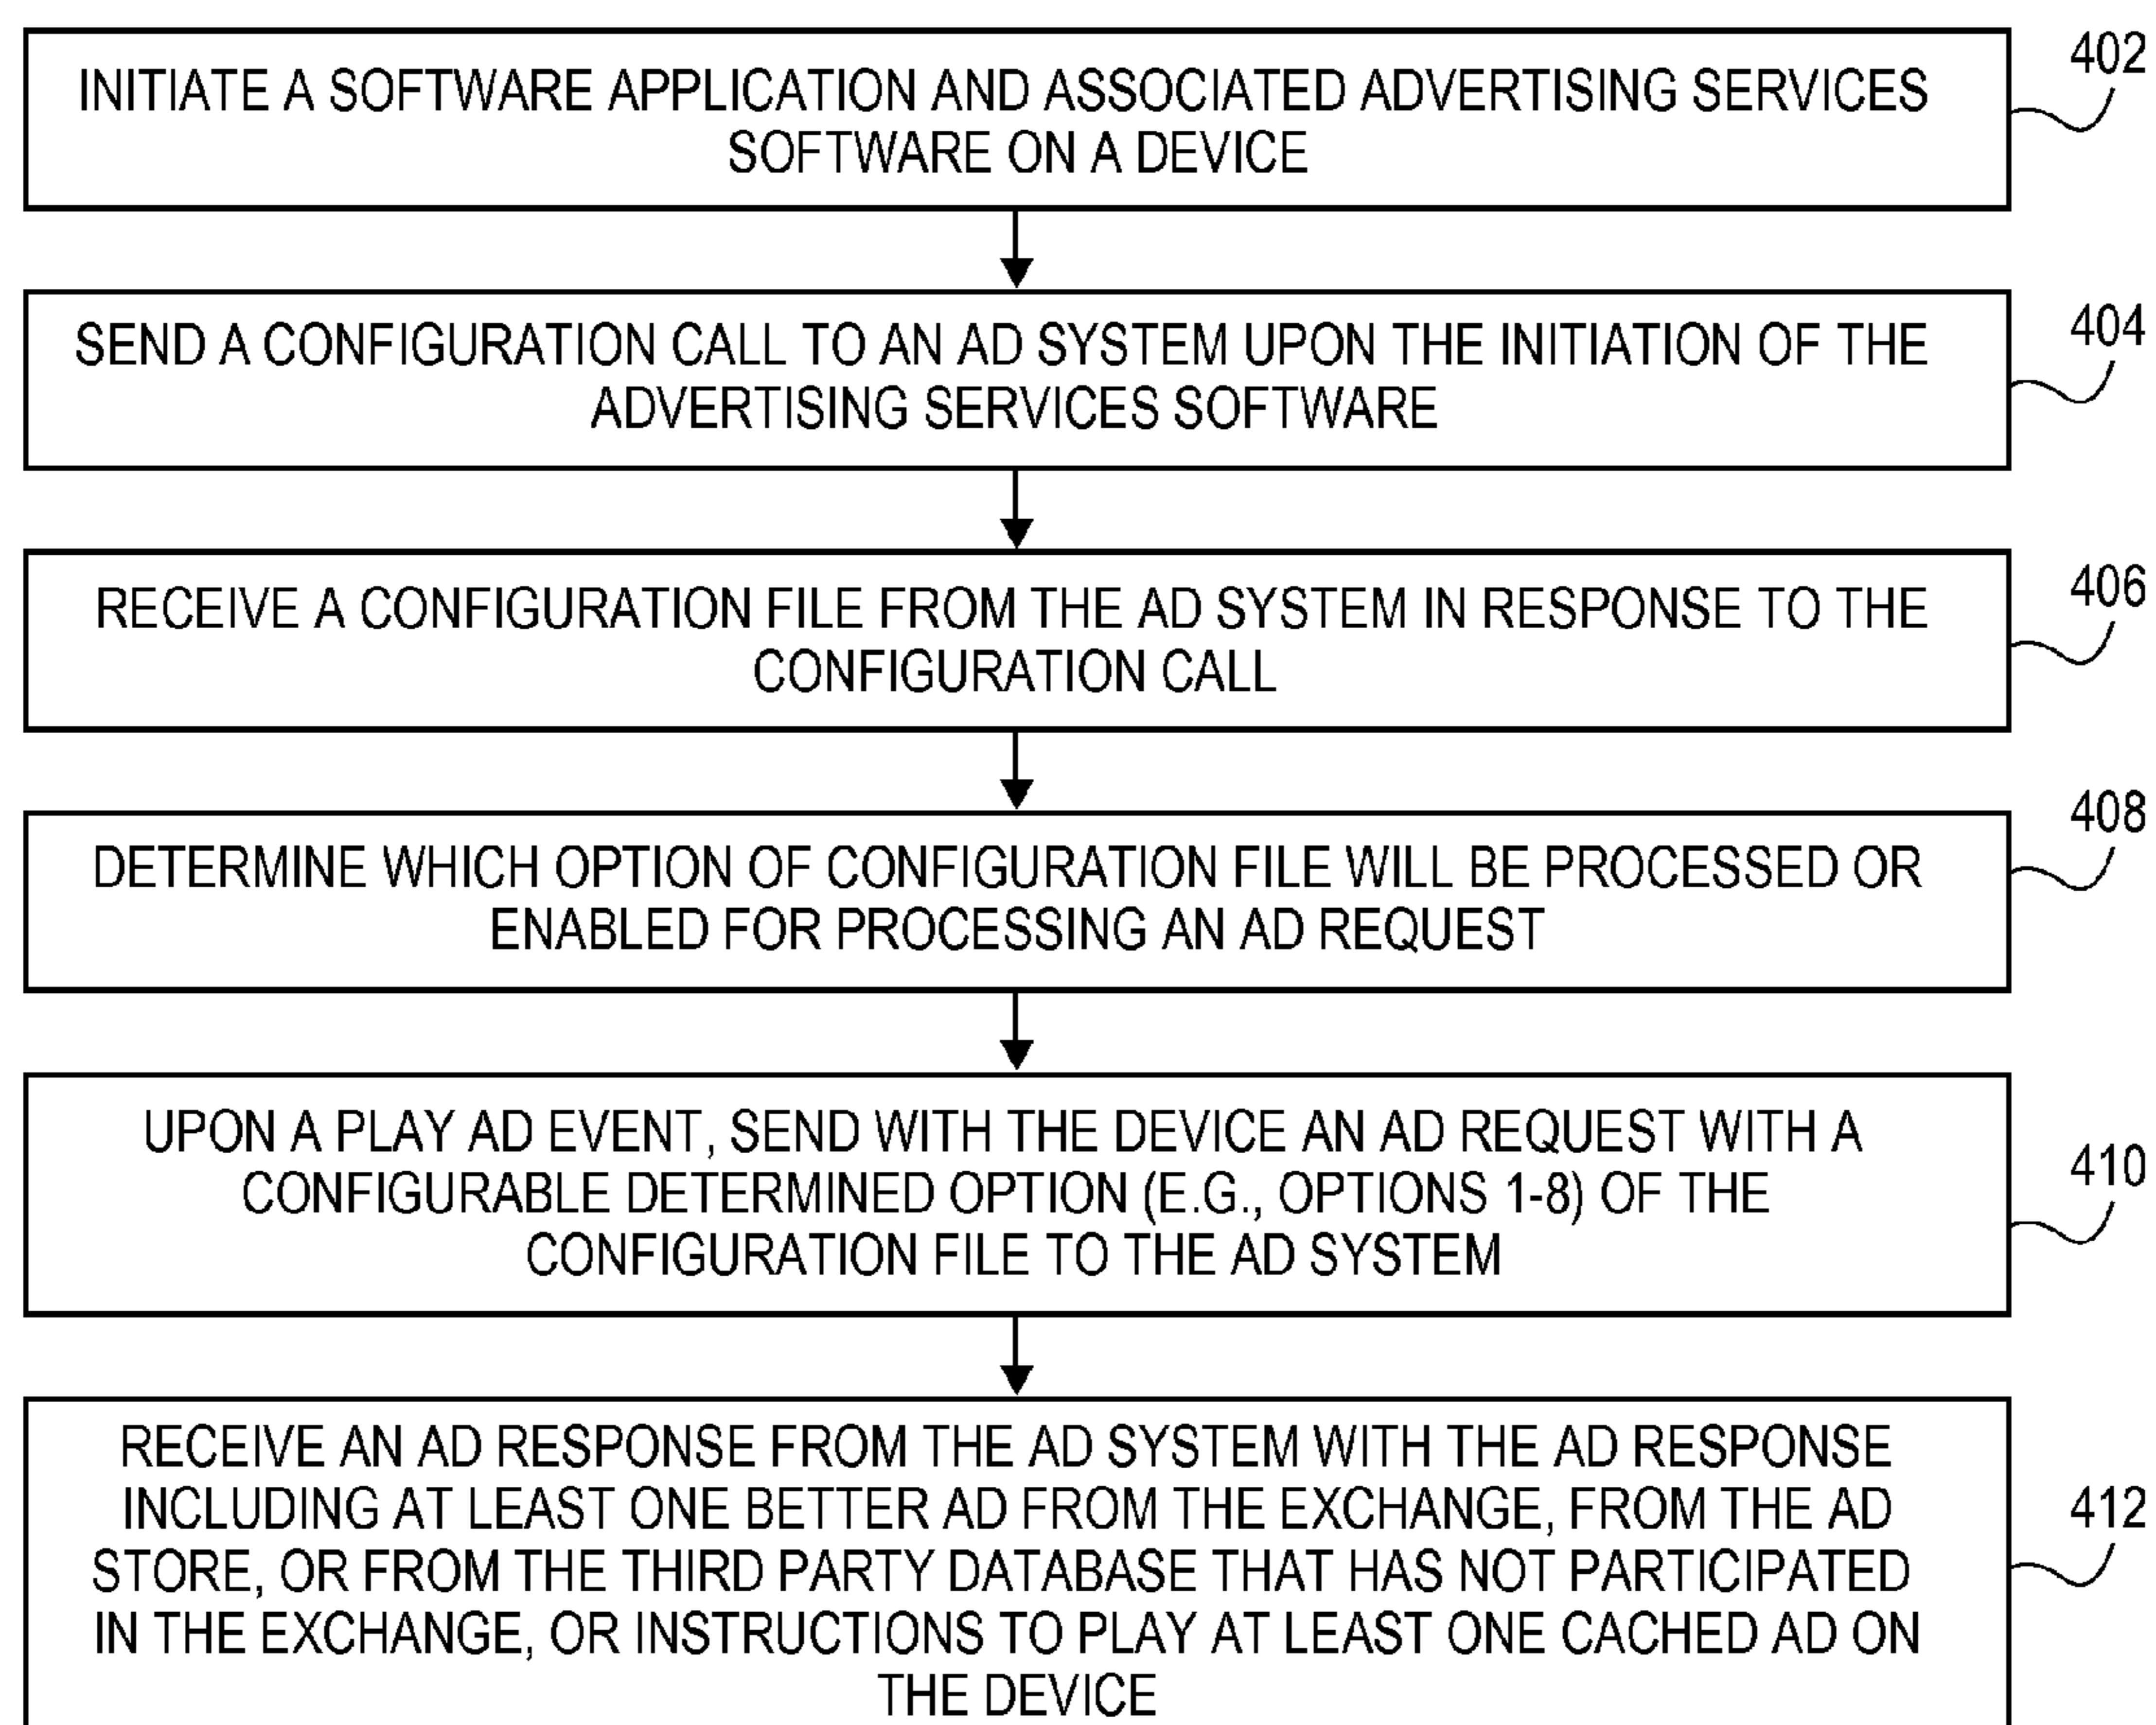 402
INITIATE A SOFTWARE APPLICATION AND ASSOCIATED ADVERTISING SERVICES
SOFTWARE ON A DEVICE
404
SEND A CONFIGURATION CALL TO AN AD SYSTEM UPON THE INITIATION OF THE
ADVERTISING SERVICES SOFTWARE
406
RECEIVE A CONFIGURATION FILE FROM THE AD SYSTEM IN RESPONSE TO THE
CONFIGURATION CALL
408
DETERMINE WHICH OPTION OF CONFIGURATION FILE WILL BE PROCESSED OR
ENABLED FOR PROCESSING AN AD REQUEST
UPON A PLAY AD EVENT, SEND WITH THE DEVICE AN AD REQUEST WITH A
CONFIGURABLE DETERMINED OPTION (E.G., OPTIONS 1-8) OF THE
CONFIGURATION FILE TO THE AD SYSTEM
410
RECEIVE AN AD RESPONSE FROM THE AD SYSTEM WITH THE AD RESPONSE
INCLUDING AT LEAST ONE BETTER AD FROM THE EXCHANGE, FROM THE AD
STORE, OR FROM THE THIRD PARTY DATABASE THAT HAS NOT PARTICIPATED
IN THE EXCHANGE, OR INSTRUCTIONS TO PLAY AT LEAST ONE CACHED AD ON
THE DEVICE
412